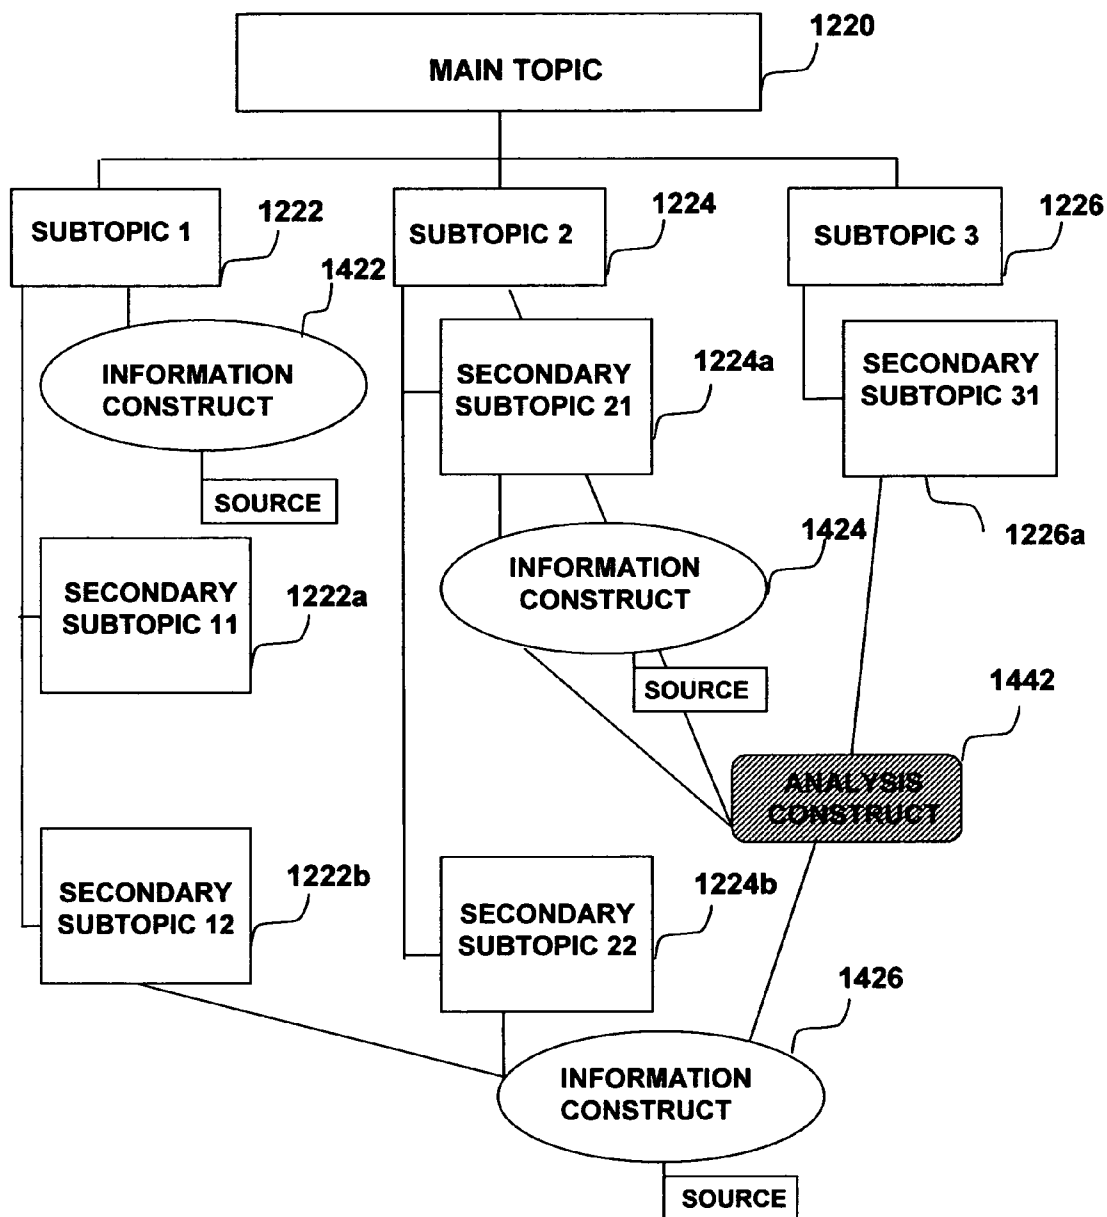 1220
MAIN TOPIC
SUBTOPIC 1
1222
SUBTOPIC 2
1224
SUBTOPIC 3
1226
1422
INFORMATION
CONSTRUCT
SOURCE
SECONDARY
SUBTOPIC 21
1224a
SECONDARY
SUBTOPIC 31
1226a
INFORMATION
CONSTRUCT
1424
SOURCE
SECONDARY
SUBTOPIC 11
1222a
1442
ANALYSIS
CONSTRUCT
SECONDARY
SUBTOPIC 12
1222b
SECONDARY
SUBTOPIC 22
1224b
1426
INFORMATION
CONSTRUCT
SOURCE